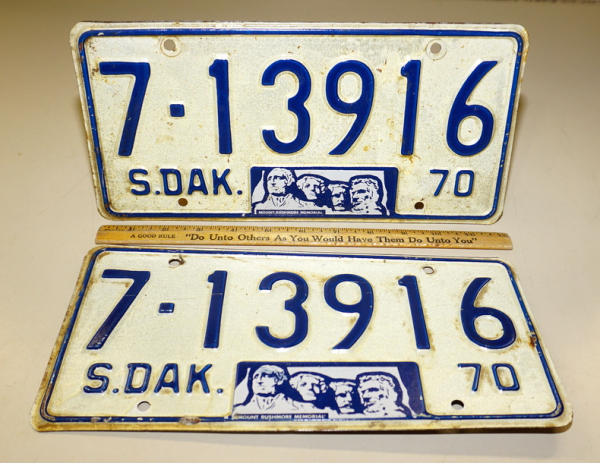 7-13916
S.DAK. 70
MOUNT RUSHMORE MEMORIAL
A GOOD RULE "Do Unto Others As You Would Have Them Do Unto You"
7-13916
S.DAK. 70
MOUNT RUSHMORE MEMORIAL